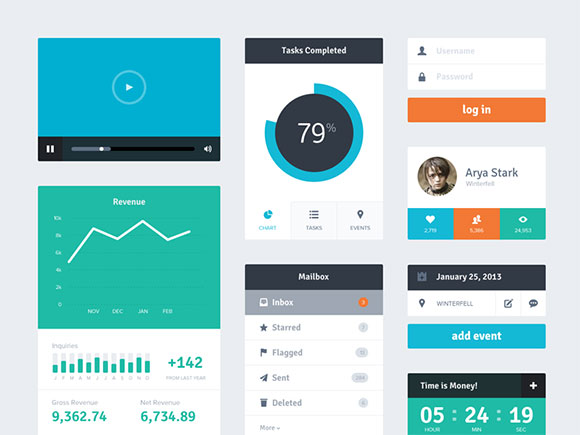 Revenue
10k
8k
6k
4k
2k
0k
NOV DEC JAN FEB
Inquiries
J F M A M J J A S O N D
+142
FROM LAST YEAR
Gross Revenue Net Revenue
9,362.74 6,734.89
Tasks Completed
79%
CHART TASKS EVENTS
Mailbox
Inbox 3
Starred 7
Flagged 15
Sent 284
Deleted 6
More
Username
Password
log in
Arya Stark
Winterfell
2,719 5,386 24,953
January 25, 2013
WINTERFELL
add event
Time is Money! +
05 : 24 : 19
HOUR MIN SEC